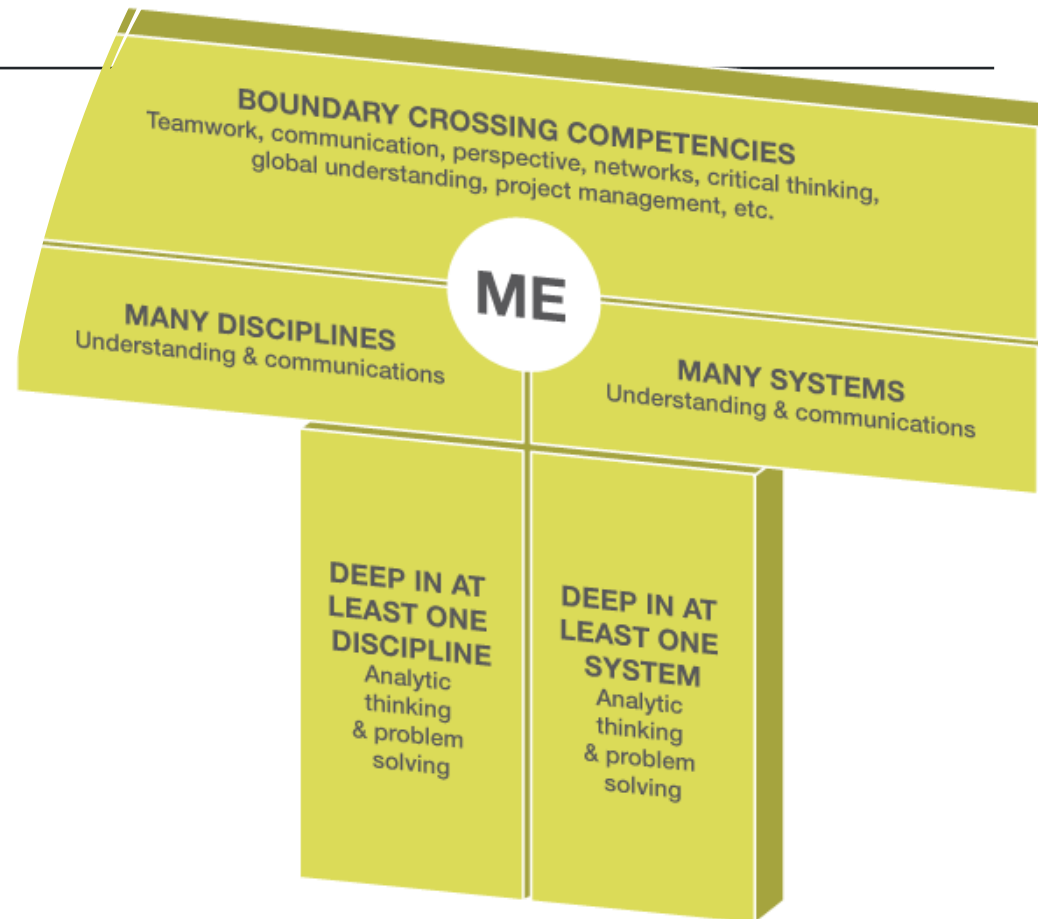 BOUNDARY CROSSING COMPETENCIES
Teamwork, communication, perspective, networks, critical thinking,
global understanding, project management, etc.
ME
MANY DISCIPLINES
Understanding & communications
MANY SYSTEMS
Understanding & communications
DEEP IN AT
LEAST ONE
DISCIPLINE
Analytic
thinking
& problem
solving
DEEP IN AT
LEAST ONE
SYSTEM
Analytic
thinking
& problem
solving